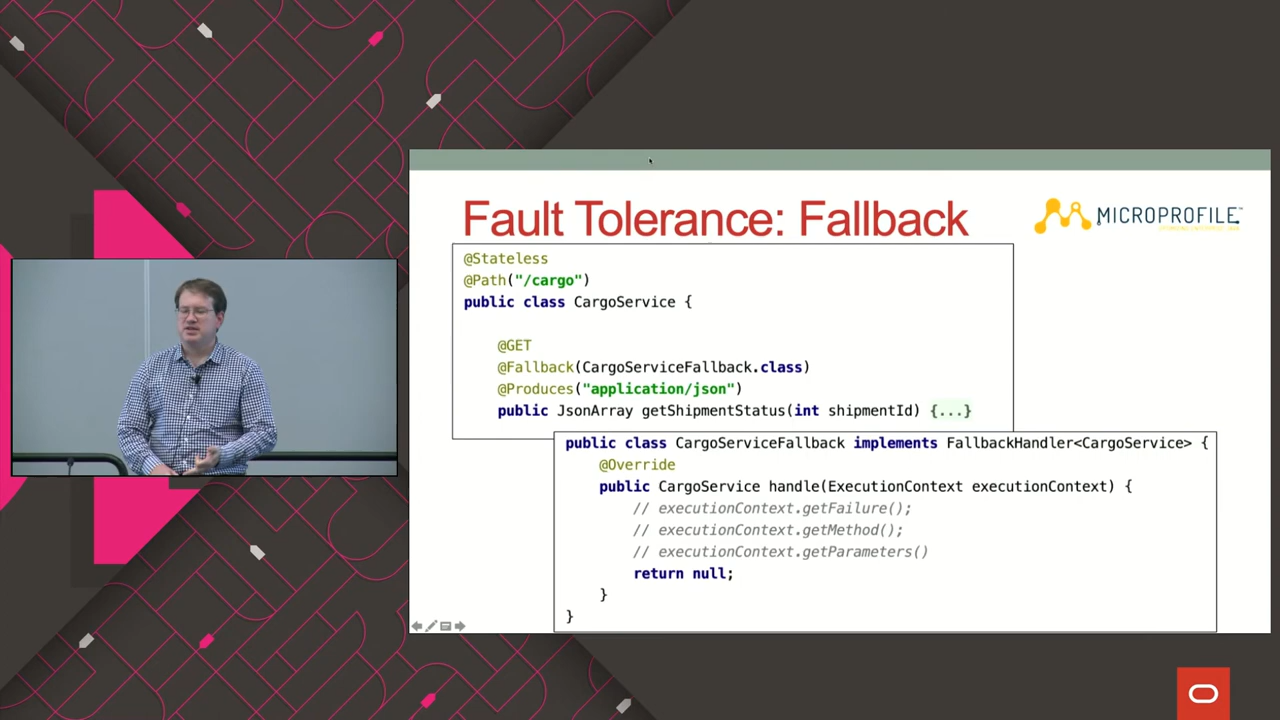 Fault Tolerance: Fallback
MICROPROFILE™
@Stateless
@Path("/cargo")
public class CargoService {
@GET
@Fallback(CargoServiceFallback.class)
@Produces("application/json")
public JsonArray getShipmentStatus(int shipmentId) {...}
public class CargoServiceFallback implements FallbackHandler<CargoService> {
@Override
public CargoService handle(ExecutionContext executionContext) {
// executionContext.getFailure();
// executionContext.getMethod();
// executionContext.getParameters()
return null;
}
}